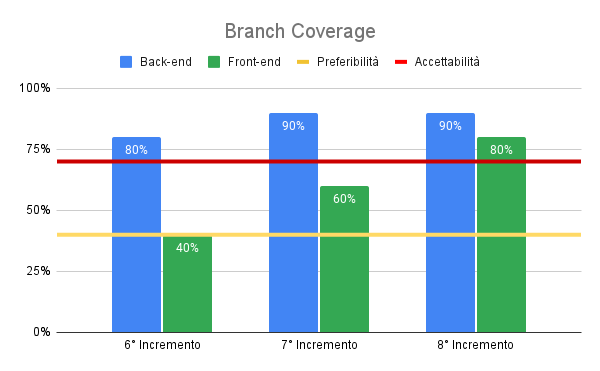 Branch Coverage
Back-end Front-end Preferibilità Accettabilità
100%
75%
50%
25%
0%
80% 40% 90% 60% 90% 80%
6° Incremento 7° Incremento 8° Incremento